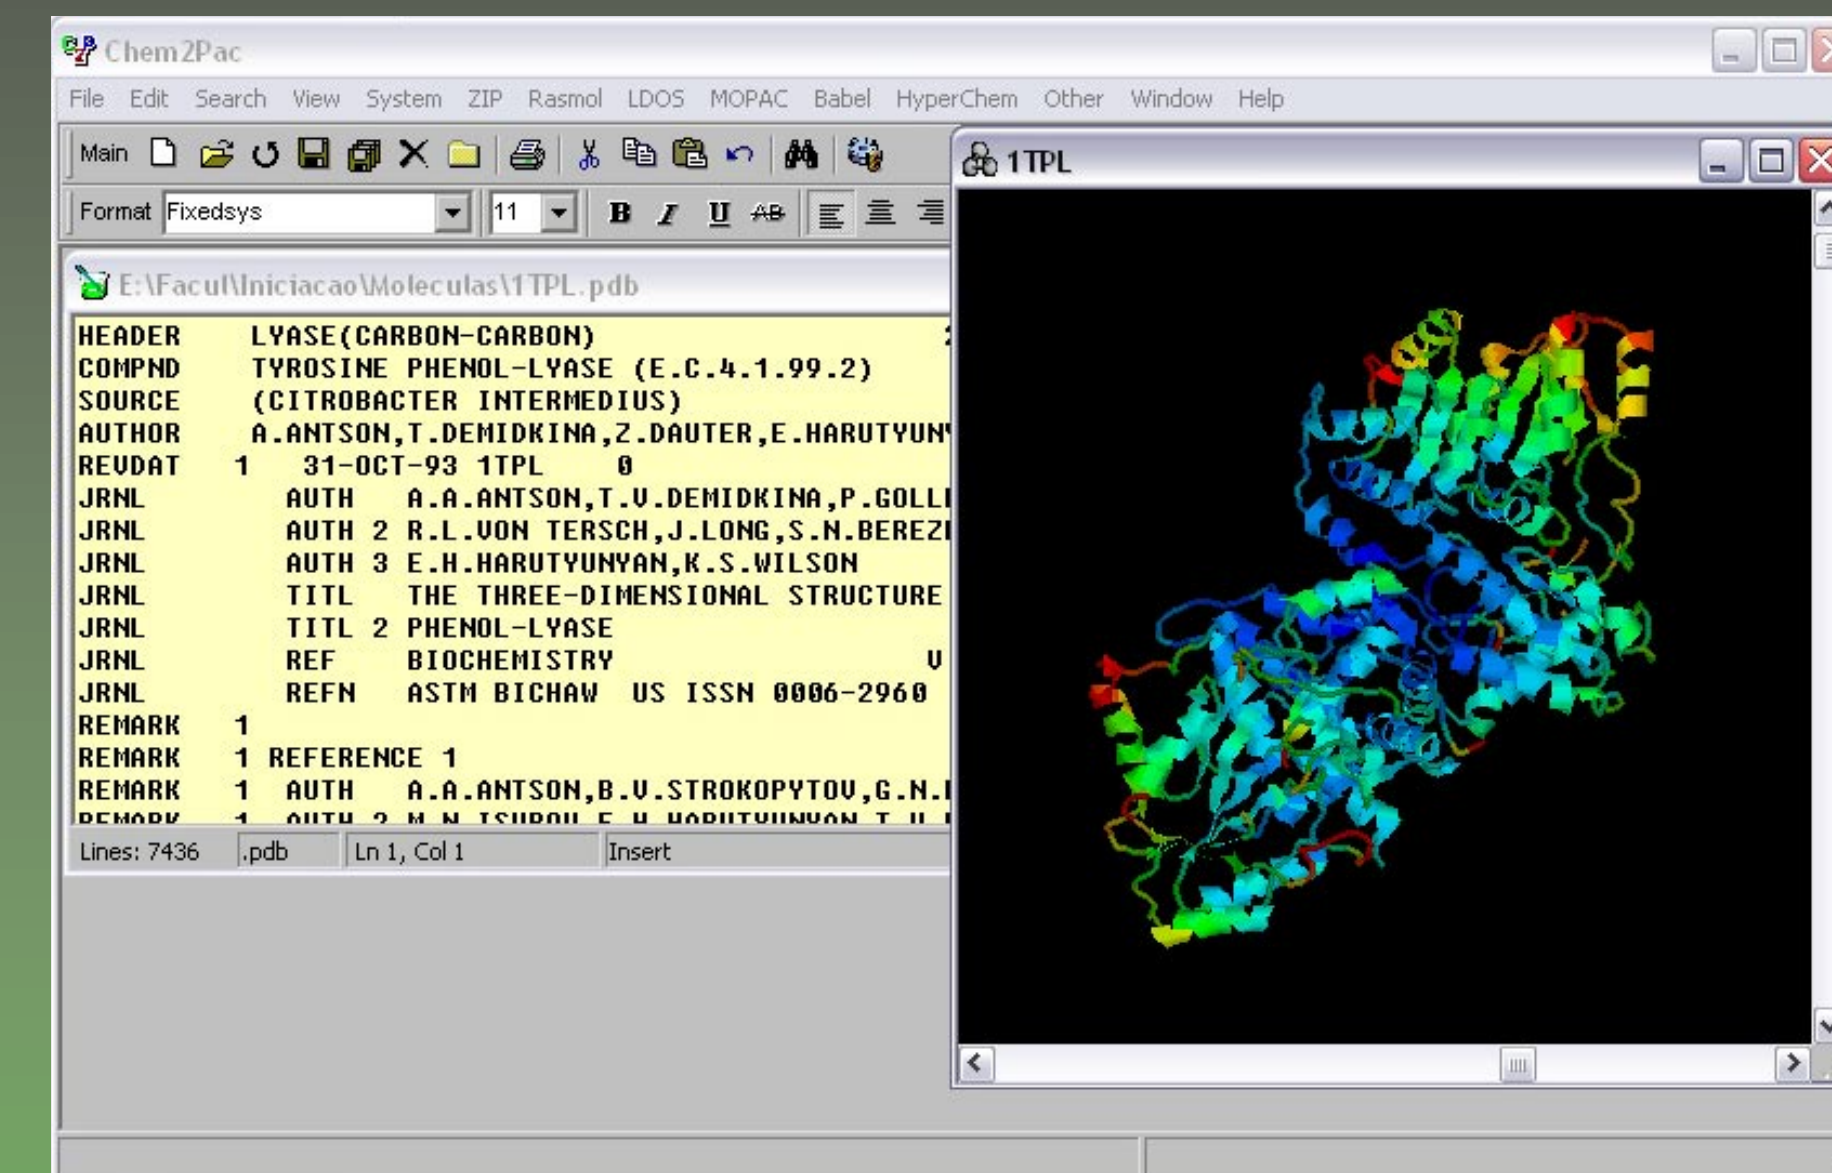 Chem2Pac
File Edit Search View System ZIP Rasmol LDOS MOPAC Babel HyperChem Other Window Help
Main
Format Fixedsys 11 B I U AB
E:\Facul\Iniciacao\Moleculas\1TPL.pdb
HEADER LYASE(CARBON-CARBON)
COMPND TYROSINE PHENOL-LYASE (E.C.4.1.99.2)
SOURCE (CITROBACTER INTERMEDIUS)
AUTHOR A.ANTSON,T.DEMIDKINA,Z.DAUTER,E.HARUTYUN
REVDAT 1 31-OCT-93 1TPL 0
JRNL AUTH A.A.ANTSON,T.V.DEMIDKINA,P.GOLL
JRNL AUTH 2 R.L.VON TERSCH,J.LONG,S.N.BEREZ
JRNL AUTH 3 E.H.HARUTYUNYAN,K.S.WILSON
JRNL TITL THE THREE-DIMENSIONAL STRUCTURE
JRNL TITL 2 PHENOL-LYASE
JRNL REF BIOCHEMISTRY V
JRNL REFN ASTM BICHAW US ISSN 0006-2960
REMARK 1
REMARK 1 REFERENCE 1
REMARK 1 AUTH A.A.ANTSON,B.V.STROKOPYTOV,G.N.
REMARK 1 AUTH 2
Lines: 7436 .pdb Ln 1, Col 1 Insert
1TPL